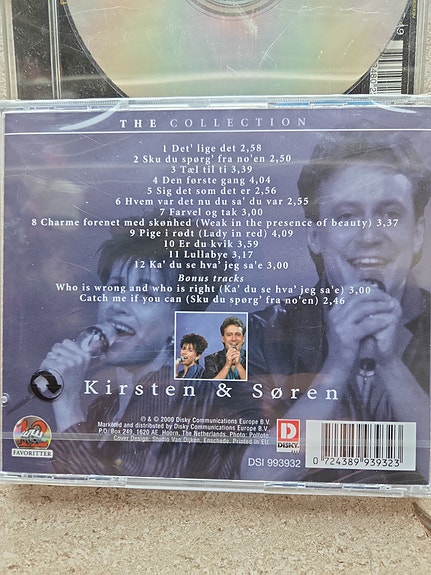 THE COLLECTION
1 Det' lige det 2,58
2 Sku du spørg' fra no'en 2,50
3 Tæl til ti 3,39
4 Den første gang 4,04
5 Sig det som det er 2,56
6 Hvem var det nu du sa' du var 2,55
7 Farvel og tak 3,00
8 Charme forenet med skønhed (Weak in the presence of beauty) 3,37
9 Pige i rødt (Lady in red) 4,09
10 Er du kvik 3,59
11 Lullabye 3,17
12 Ka' du se hva' jeg sa'e 3,00
Bonus tracks
Who is wrong and who is right (Ka' du se hva' jeg sa'e) 3,00
Catch me if you can (Sku du spørg' fra no'en) 2,46
Kirsten & Søren
FAVORITTER
℗ & © 2000 Disky Communications Europe B.V.
Marketed and distributed by Disky Communications Europe B.V.
P.O. Box 249, 1620 AE Hoorn, The Netherlands. Photo: Polfoto.
Cover Design: Studio Van Dijken, Enschede. Printed in EU.
DISKY
DSI 993932
0 724389 939323